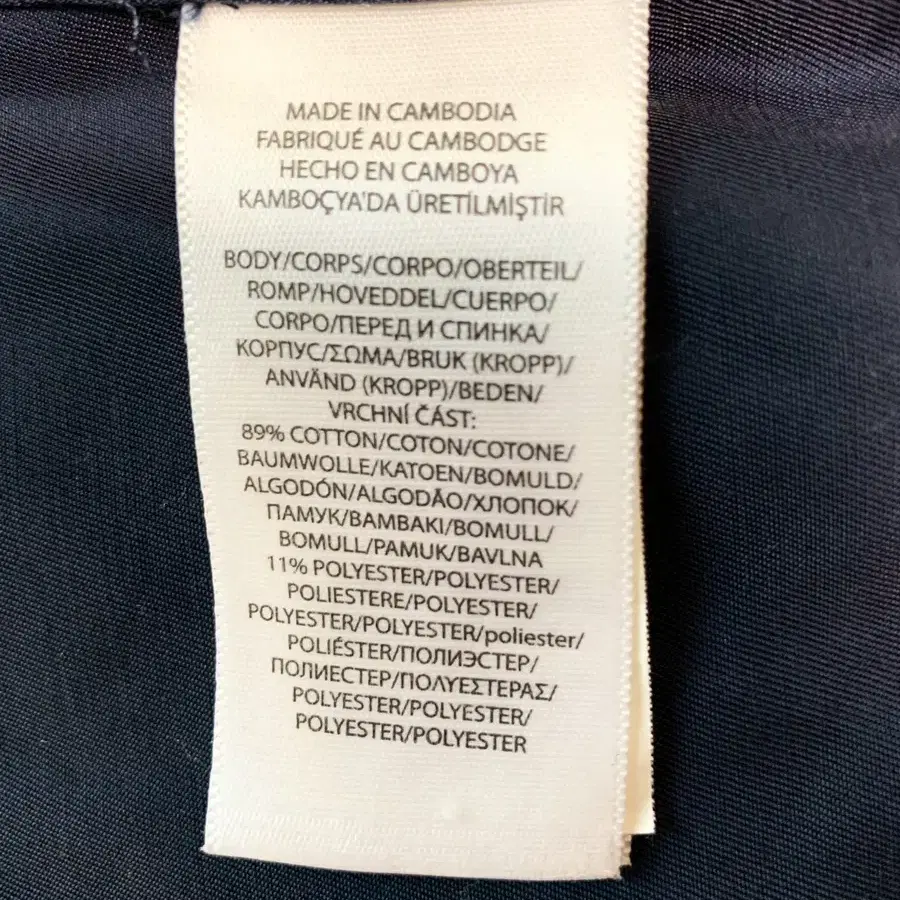 MADE IN CAMBODIA
FABRIQUÉ AU CAMBODGE
HECHO EN CAMBOYA
KAMBOÇYA'DA ÜRETİLMİŞTİR
BODY/CORPS/CORPO/OBERTEIL/
ROMP/HOVEDDEL/CUERPO/
CORPO/ПЕРЕД И СПИНКА/
КОРПУС/ΣΩΜΑ/BRUK (KROPP)/
ANVÄND (KROPP)/BEDEN/
VRCHNÍ ČÁST:
89% COTTON/COTON/COTONE/
BAUMWOLLE/KATOEN/BOMULD/
ALGODÓN/ALGODÃO/ХЛОПОК/
ПАМУК/ΒΑΜΒΑΚΙ/BOMULL/
BOMULL/PAMUK/BAVLNA
11% POLYESTER/POLYESTER/
POLIESTERE/POLYESTER/
POLYESTER/POLYESTER/poliester/
POLIÉSTER/ПОЛИЭСТЕР/
ПОЛИЕСТЕР/ΠΟΛΥΕΣΤΕΡΑΣ/
POLYESTER/POLYESTER/
POLYESTER/POLYESTER